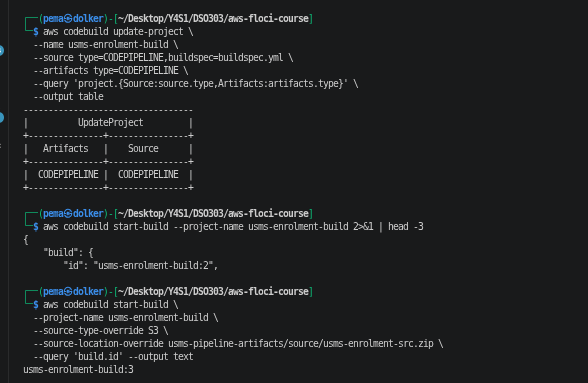 ┌──(pema㉿dolker)-[~/Desktop/Y4S1/DSO303/aws-floci-course]
└─$ aws codebuild update-project \
  --name usms-enrolment-build \
  --source type=CODEPIPELINE,buildspec=buildspec.yml \
  --artifacts type=CODEPIPELINE \
  --query 'project.{Source:source.type,Artifacts:artifacts.type}' \
  --output table
----------------------------------
|          UpdateProject         |
+---------------+----------------+
|   Artifacts   |    Source      |
+---------------+----------------+
|  CODEPIPELINE |  CODEPIPELINE  |
+---------------+----------------+
┌──(pema㉿dolker)-[~/Desktop/Y4S1/DSO303/aws-floci-course]
└─$ aws codebuild start-build --project-name usms-enrolment-build 2>&1 | head -3
{
    "build": {
        "id": "usms-enrolment-build:2",
┌──(pema㉿dolker)-[~/Desktop/Y4S1/DSO303/aws-floci-course]
└─$ aws codebuild start-build \
  --project-name usms-enrolment-build \
  --source-type-override S3 \
  --source-location-override usms-pipeline-artifacts/source/usms-enrolment-src.zip \
  --query 'build.id' --output text
usms-enrolment-build:3